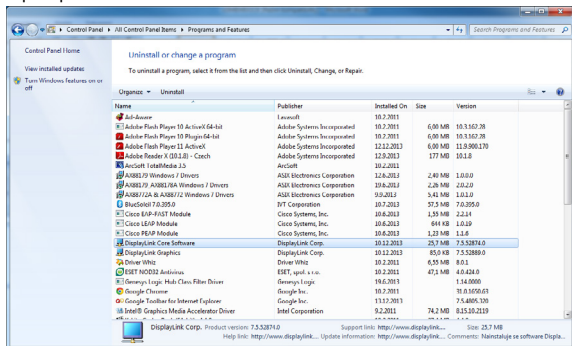 Control Panel ▸ All Control Panel Items ▸ Programs and Features
Search Programs and Features
Control Panel Home
View installed updates
Turn Windows features on or off
Uninstall or change a program
To uninstall a program, select it from the list and then click Uninstall, Change, or Repair.
Organize Uninstall
Name Publisher Installed On Size Version
Ad-Aware Lavasoft 10.2.2011
Adobe Flash Player 10 ActiveX 64-bit Adobe Systems Incorporated 10.2.2011 6,00 MB 10.3.162.28
Adobe Flash Player 10 Plugin 64-bit Adobe Systems Incorporated 10.2.2011 6,00 MB 10.3.162.28
Adobe Flash Player 11 ActiveX Adobe Systems Incorporated 12.12.2013 6,00 MB 11.9.900.170
Adobe Reader X (10.1.8) - Czech Adobe Systems Incorporated 12.9.2013 177 MB 10.1.8
ArcSoft TotalMedia 3.5 ArcSoft 10.2.2011
AX88179 Windows 7 Drivers ASIX Electronics Corporation 12.6.2013 2,40 MB 1.0.0.0
AX88179_AX88178A Windows 7 Drivers ASIX Electronics Corporation 19.6.2013 2,26 MB 2.0.2.0
AX88772A & AX88772 Windows 7 Drivers ASIX Electronics Corporation 9.9.2013 5,41 MB 1.0.1.0
BlueSoleil 7.0.395.0 IVT Corporation 10.7.2013 57,5 MB 7.0.395.0
Cisco EAP-FAST Module Cisco Systems, Inc. 10.6.2013 1,55 MB 2.2.14
Cisco LEAP Module Cisco Systems, Inc. 10.6.2013 644 KB 1.0.19
Cisco PEAP Module Cisco Systems, Inc. 10.6.2013 1,23 MB 1.1.6
DisplayLink Core Software DisplayLink Corp. 10.12.2013 25,7 MB 7.5.52874.0
DisplayLink Graphics DisplayLink Corp. 10.12.2013 85,0 KB 7.5.52889.0
Driver Whiz Driver Whiz 10.2.2011 6,55 MB 8.0.1
ESET NOD32 Antivirus ESET, spol. s r.o. 10.2.2011 47,1 MB 4.0.424.0
Genesys Logic Hub Class Filter Driver 19.6.2013 1.14.0000
Google Chrome Google Inc. 10.2.2011 31.0.1650.63
Google Toolbar for Internet Explorer Google Inc. 13.12.2013 7.5.4805.320
Intel® Graphics Media Accelerator Driver Intel Corporation 9.2.2011 74,2 MB 8.15.10.2119
DisplayLink Corp. Product version: 7.5.52874.0 Support link: http://www.displaylink.... Size: 25,7 MB
Help link: http://www.displaylink.... Update information: http://www.displaylink.... Comments: Nainstaluje se software Displa...